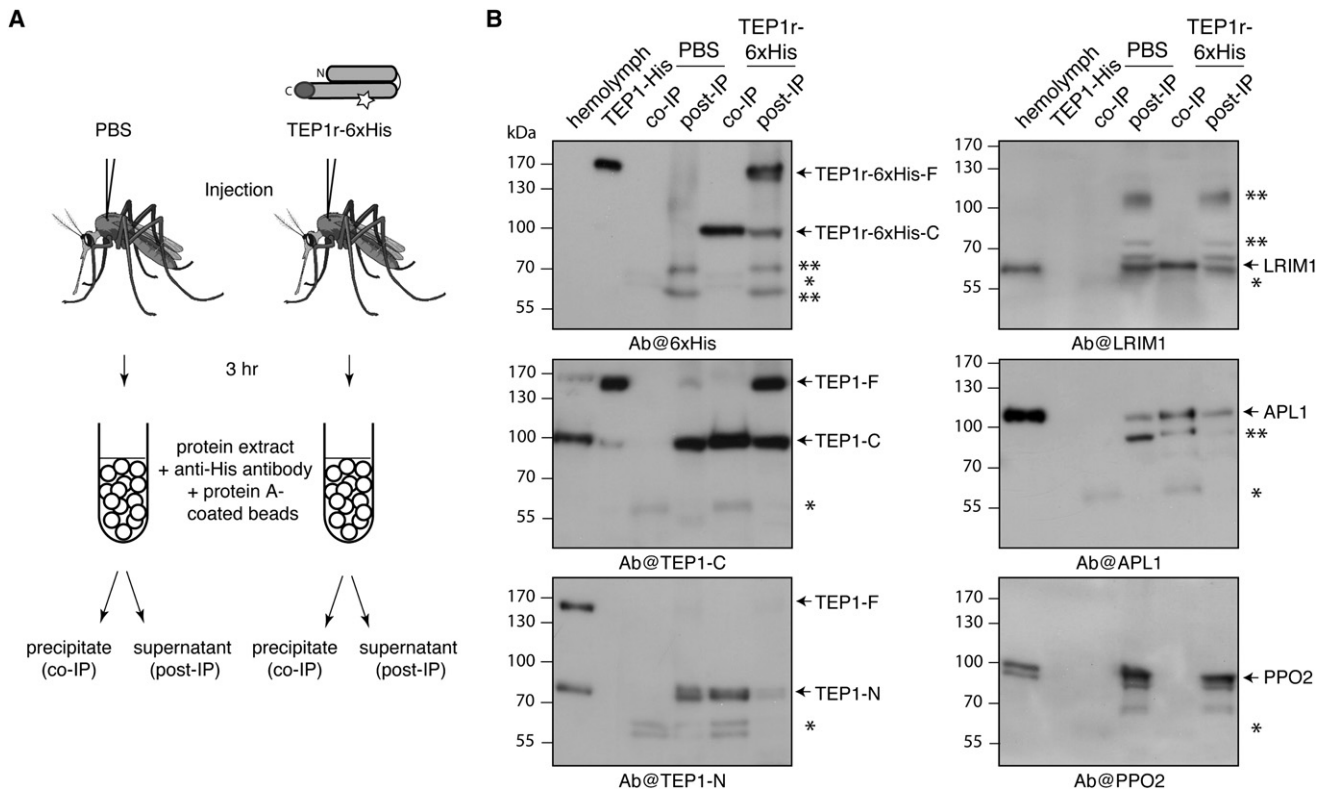 A
N
C
PBS
TEP1r-6xHis
Injection
3 hr
protein extract
+ anti-His antibody
+ protein A-
coated beads
precipitate
(co-IP)
supernatant
(post-IP)
precipitate
(co-IP)
supernatant
(post-IP)
B
PBS
TEP1r-
6xHis
hemolymph
TEP1-His
co-IP
post-IP
co-IP
post-IP
kDa
170
130
100
70
55
TEP1r-6xHis-F
TEP1r-6xHis-C
**
*
**
Ab@6xHis
170
130
100
70
55
TEP1-F
TEP1-C
*
Ab@TEP1-C
170
130
100
70
55
TEP1-F
TEP1-N
*
Ab@TEP1-N
PBS
TEP1r-
6xHis
hemolymph
TEP1-His
co-IP
post-IP
co-IP
post-IP
170
130
100
70
55
**
**
LRIM1
*
Ab@LRIM1
170
130
100
70
55
APL1
**
*
Ab@APL1
170
130
100
70
55
PPO2
*
Ab@PPO2